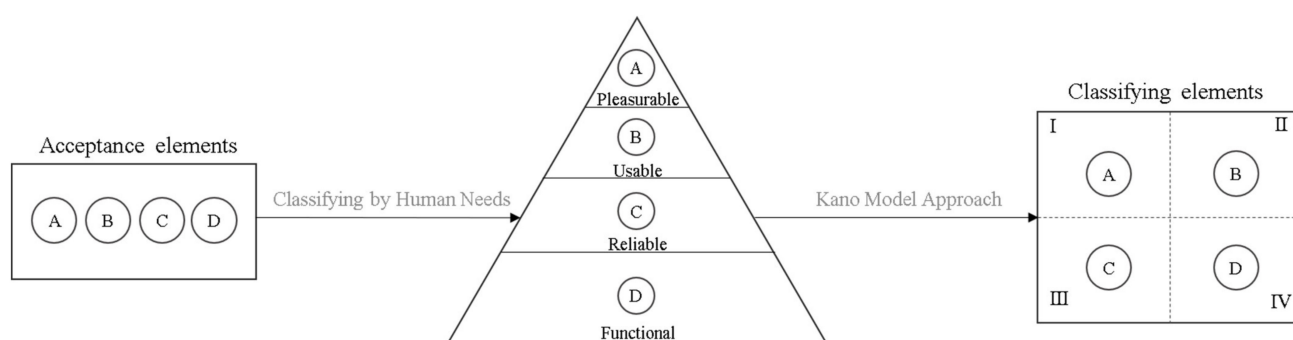 Acceptance elements
A B C D
Classifying by Human Needs
A
Pleasurable
B
Usable
C
Reliable
D
Functional
Kano Model Approach
Classifying elements
I II
A B
C D
III IV